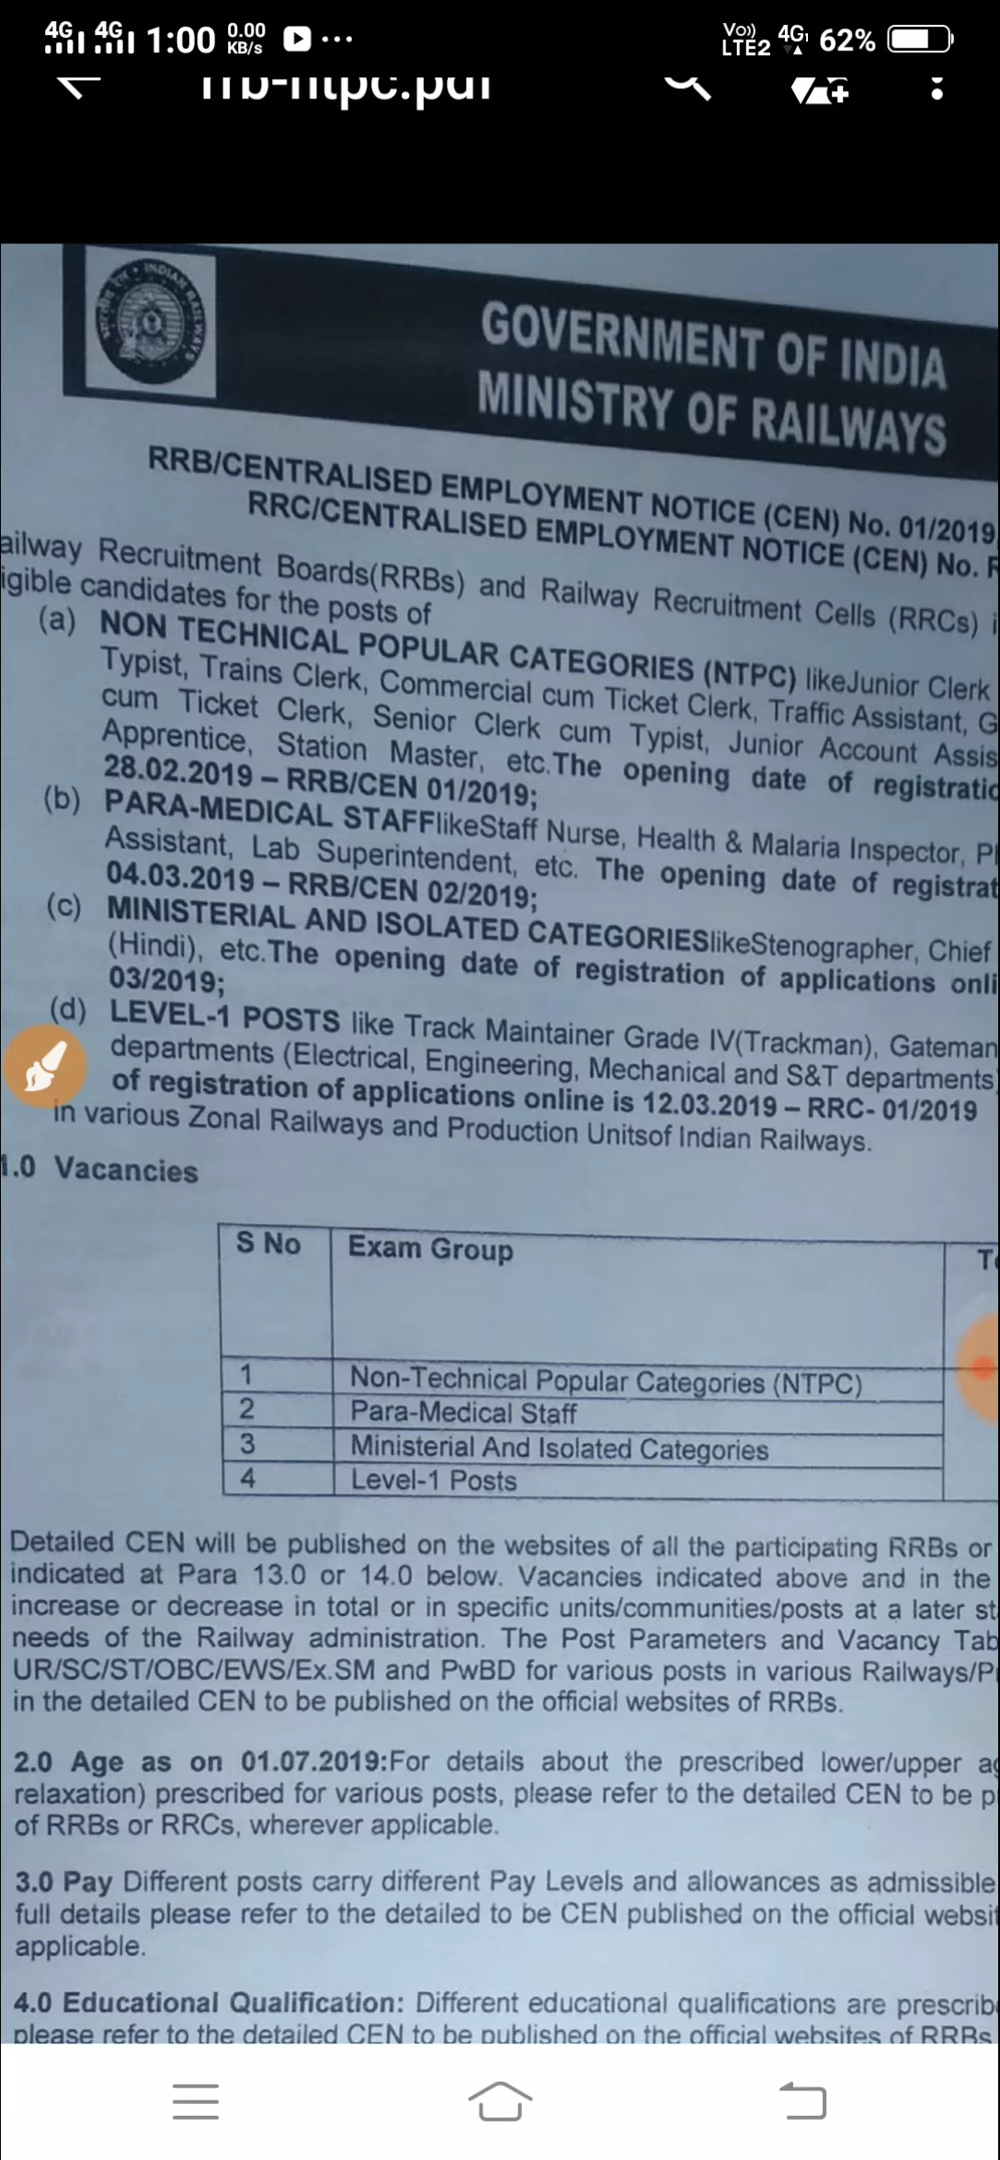 4G 4G 1:00 0.00 KB/s ... Vo)) LTE2 4G 62%
rrb-ntpc.pdf
GOVERNMENT OF INDIA
MINISTRY OF RAILWAYS
RRB/CENTRALISED EMPLOYMENT NOTICE (CEN) No. 01/2019
RRC/CENTRALISED EMPLOYMENT NOTICE (CEN) No. R
ailway Recruitment Boards(RRBs) and Railway Recruitment Cells (RRCs) i
igible candidates for the posts of
(a) NON TECHNICAL POPULAR CATEGORIES (NTPC) likeJunior Clerk
Typist, Trains Clerk, Commercial cum Ticket Clerk, Traffic Assistant, G
cum Ticket Clerk, Senior Clerk cum Typist, Junior Account Assis
Apprentice, Station Master, etc.The opening date of registratio
28.02.2019 – RRB/CEN 01/2019;
(b) PARA-MEDICAL STAFFlikeStaff Nurse, Health & Malaria Inspector, P
Assistant, Lab Superintendent, etc. The opening date of registrat
04.03.2019 – RRB/CEN 02/2019;
(c) MINISTERIAL AND ISOLATED CATEGORIESlikeStenographer, Chief
(Hindi), etc.The opening date of registration of applications onli
03/2019;
(d) LEVEL-1 POSTS like Track Maintainer Grade IV(Trackman), Gateman
departments (Electrical, Engineering, Mechanical and S&T departments
of registration of applications online is 12.03.2019 – RRC- 01/2019
in various Zonal Railways and Production Unitsof Indian Railways.
1.0 Vacancies
S No Exam Group T
1 Non-Technical Popular Categories (NTPC)
2 Para-Medical Staff
3 Ministerial And Isolated Categories
4 Level-1 Posts
Detailed CEN will be published on the websites of all the participating RRBs or
indicated at Para 13.0 or 14.0 below. Vacancies indicated above and in the
increase or decrease in total or in specific units/communities/posts at a later st
needs of the Railway administration. The Post Parameters and Vacancy Tab
UR/SC/ST/OBC/EWS/Ex.SM and PwBD for various posts in various Railways/P
in the detailed CEN to be published on the official websites of RRBs.
2.0 Age as on 01.07.2019:For details about the prescribed lower/upper ag
relaxation) prescribed for various posts, please refer to the detailed CEN to be p
of RRBs or RRCs, wherever applicable.
3.0 Pay Different posts carry different Pay Levels and allowances as admissible
full details please refer to the detailed to be CEN published on the official websit
applicable.
4.0 Educational Qualification: Different educational qualifications are prescrib
please refer to the detailed CEN to be published on the official websites of RRBs